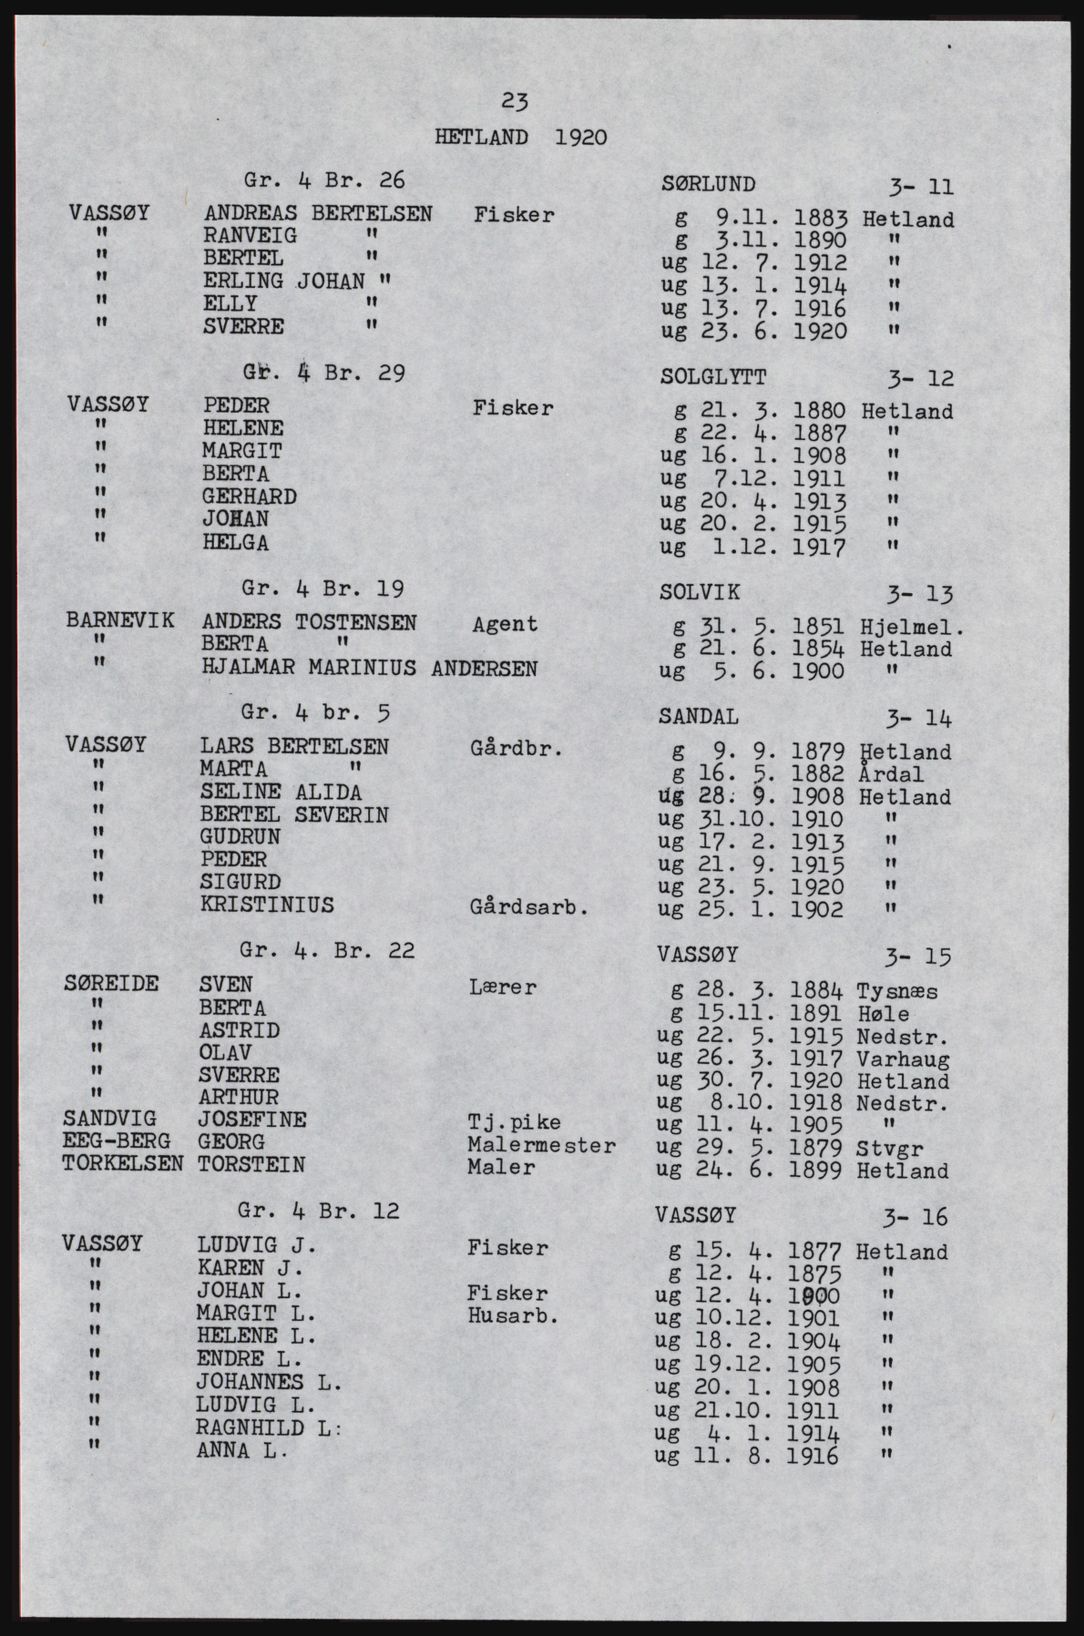 23
HETLAND 1920
Gr. 4 Br. 26 SØRLUND 3- 11
VASSØY ANDREAS BERTELSEN Fisker g 9.11. 1883 Hetland
" RANVEIG " g 3.11. 1890 "
" BERTEL " ug 12. 7. 1912 "
" ERLING JOHAN " ug 13. 1. 1914 "
" ELLY " ug 13. 7. 1916 "
" SVERRE " ug 23. 6. 1920 "
Gr. 4 Br. 29 SOLGLYTT 3- 12
VASSØY PEDER Fisker g 21. 3. 1880 Hetland
" HELENE g 22. 4. 1887 "
" MARGIT ug 16. 1. 1908 "
" BERTA ug 7.12. 1911 "
" GERHARD ug 20. 4. 1913 "
" JOHAN ug 20. 2. 1915 "
" HELGA ug 1.12. 1917 "
Gr. 4 Br. 19 SOLVIK 3- 13
BARNEVIK ANDERS TOSTENSEN Agent g 31. 5. 1851 Hjelmel.
" BERTA " g 21. 6. 1854 Hetland
" HJALMAR MARINIUS ANDERSEN ug 5. 6. 1900 "
Gr. 4 br. 5 SANDAL 3- 14
VASSØY LARS BERTELSEN Gårdbr. g 9. 9. 1879 Hetland
" MARTA " g 16. 5. 1882 Årdal
" SELINE ALIDA ug 28. 9. 1908 Hetland
" BERTEL SEVERIN ug 31.10. 1910 "
" GUDRUN ug 17. 2. 1913 "
" PEDER ug 21. 9. 1915 "
" SIGURD ug 23. 5. 1920 "
" KRISTINIUS Gårdsarb. ug 25. 1. 1902 "
Gr. 4. Br. 22 VASSØY 3- 15
SØREIDE SVEN Lærer g 28. 3. 1884 Tysnæs
" BERTA g 15.11. 1891 Høle
" ASTRID ug 22. 5. 1915 Nedstr.
" OLAV ug 26. 3. 1917 Varhaug
" SVERRE ug 30. 7. 1920 Hetland
" ARTHUR ug 8.10. 1918 Nedstr.
SANDVIG JOSEFINE Tj.pike ug 11. 4. 1905 "
EEG-BERG GEORG Malermester ug 29. 5. 1879 Stvgr
TORKELSEN TORSTEIN Maler ug 24. 6. 1899 Hetland
Gr. 4 Br. 12 VASSØY 3- 16
VASSØY LUDVIG J. Fisker g 15. 4. 1877 Hetland
" KAREN J. g 12. 4. 1875 "
" JOHAN L. Fisker ug 12. 4. 1900 "
" MARGIT L. Husarb. ug 10.12. 1901 "
" HELENE L. ug 18. 2. 1904 "
" ENDRE L. ug 19.12. 1905 "
" JOHANNES L. ug 20. 1. 1908 "
" LUDVIG L. ug 21.10. 1911 "
" RAGNHILD L: ug 4. 1. 1914 "
" ANNA L. ug 11. 8. 1916 "